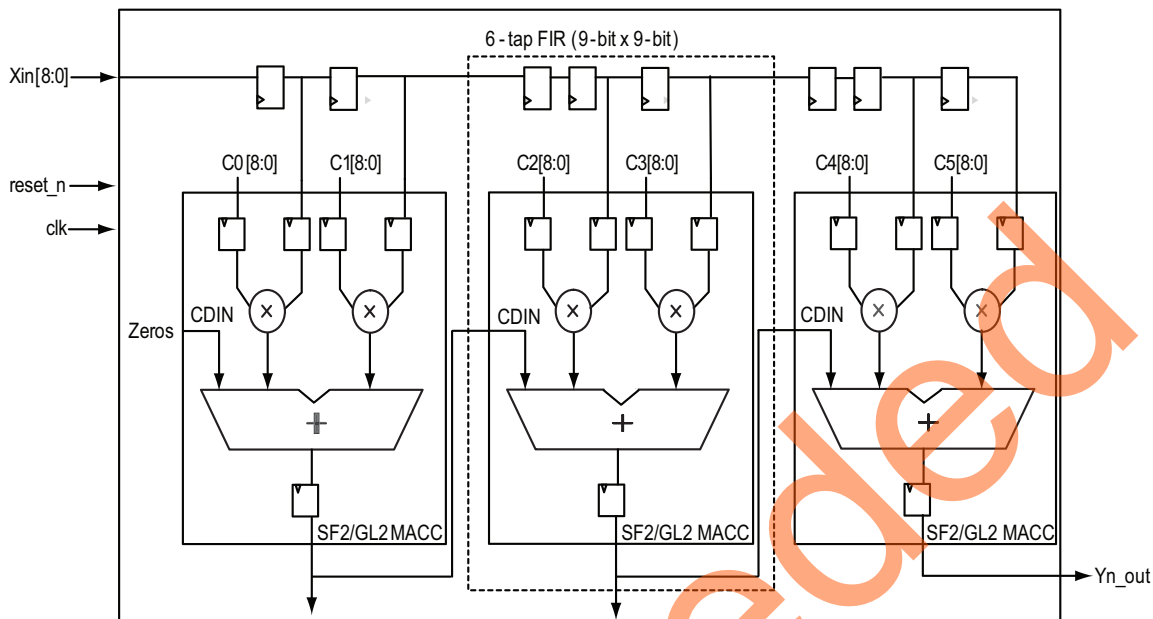 6-tap FIR (9-bit x 9-bit)
Xin[8:0]
C0[8:0]
C1[8:0]
C2[8:0]
C3[8:0]
C4[8:0]
C5[8:0]
reset_n
clk
Zeros
CDIN
CDIN
CDIN
SF2/GL2 MACC
SF2/GL2 MACC
SF2/GL2 MACC
Yn_out